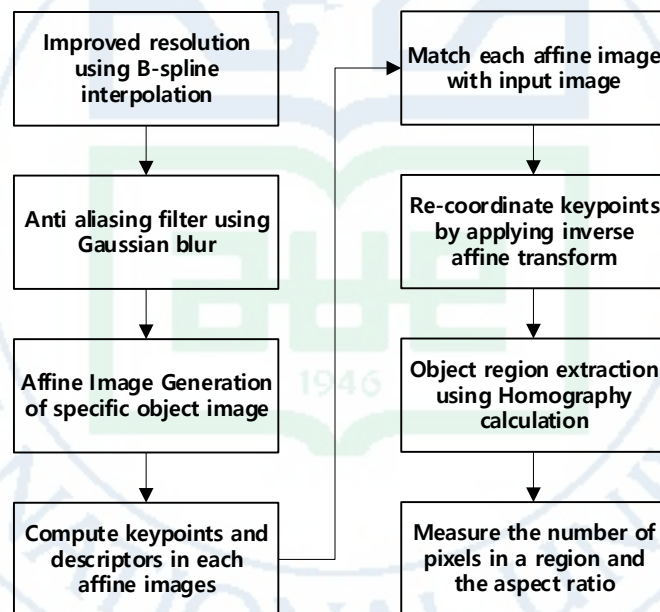 Improved resolution
using B-spline
interpolation
Anti aliasing filter using
Gaussian blur
Affine Image Generation
of specific object image
Compute keypoints and
descriptors in each
affine images
Match each affine image
with input image
Re-coordinate keypoints
by applying inverse
affine transform
Object region extraction
using Homography
calculation
Measure the number of
pixels in a region and
the aspect ratio
1946